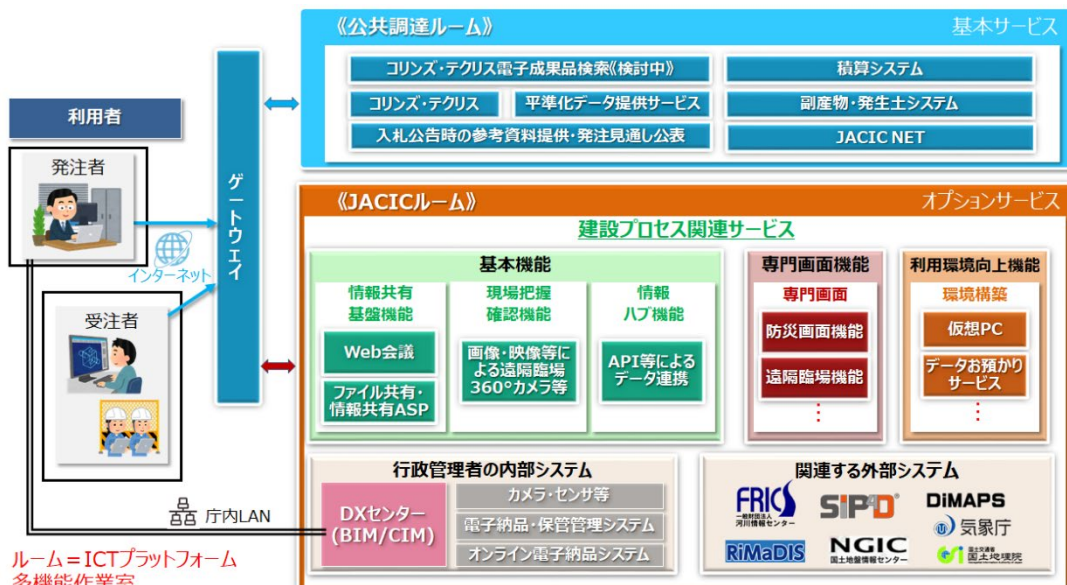 《公共調達ルーム》
基本サービス
コリンズ・テクリス電子成果品検索《検討中》
積算システム
コリンズ・テクリス
平準化データ提供サービス
副産物・発生土システム
入札公告時の参考資料提供・発注見通し公表
JACIC NET
利用者
発注者
インターネット
受注者
ゲートウェイ
《JACICルーム》
オプションサービス
建設プロセス関連サービス
基本機能
情報共有
基盤機能
Web会議
ファイル共有・
情報共有ASP
現場把握
確認機能
画像・映像等に
よる遠隔臨場
360°カメラ等
情報
ハブ機能
API等による
データ連携
専門画面機能
専門画面
防災画面機能
遠隔臨場機能
⋮
利用環境向上機能
環境構築
仮想PC
データお預かり
サービス
⋮
行政管理者の内部システム
DXセンター
(BIM/CIM)
カメラ・センサ等
電子納品・保管管理システム
オンライン電子納品システム
関連する外部システム
FRICS
一般財団法人
河川情報センター
SIP4D
DiMAPS
気象庁
RiMaDIS
NGIC
国土地盤情報センター
国土交通省
国土地理院
庁内LAN
ルーム＝ICTプラットフォーム
多機能作業室